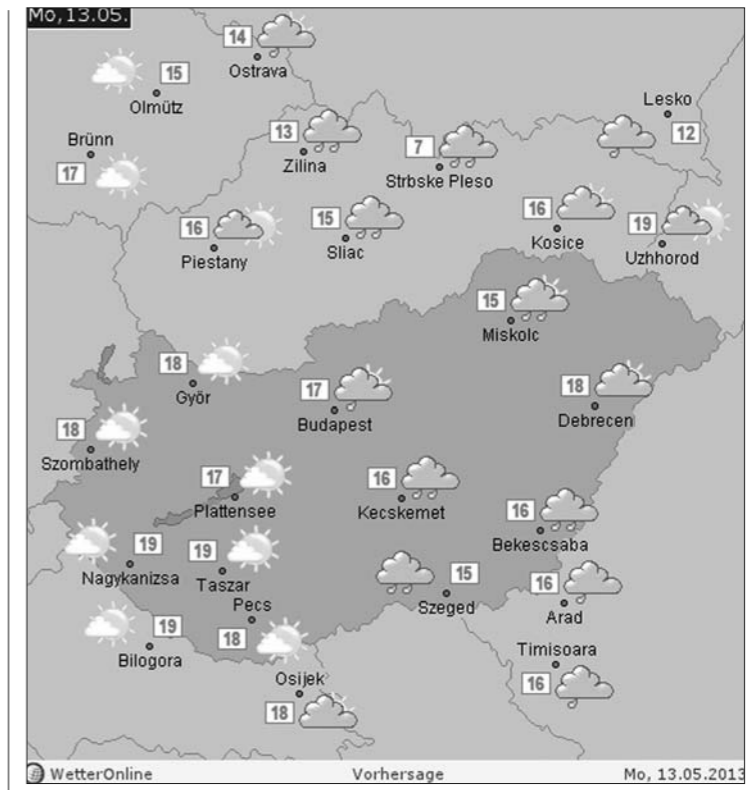 Mo,13.05.
14
Ostrava
15
Olmütz
Lesko
12
Brünn
17
13
Zilina
7
Strbske Pleso
16
Piestany
15
Sliac
16
Kosice
19
Uzhhorod
15
Miskolc
18
Györ
17
Budapest
18
Debrecen
18
Szombathely
17
Plattensee
16
Kecskemet
16
Bekescsaba
19
Nagykanizsa
19
Taszar
15
Szeged
16
Arad
Pecs
18
19
Bilogora
Timisoara
16
Osijek
18
WetterOnline Vorhersage Mo, 13.05.2013